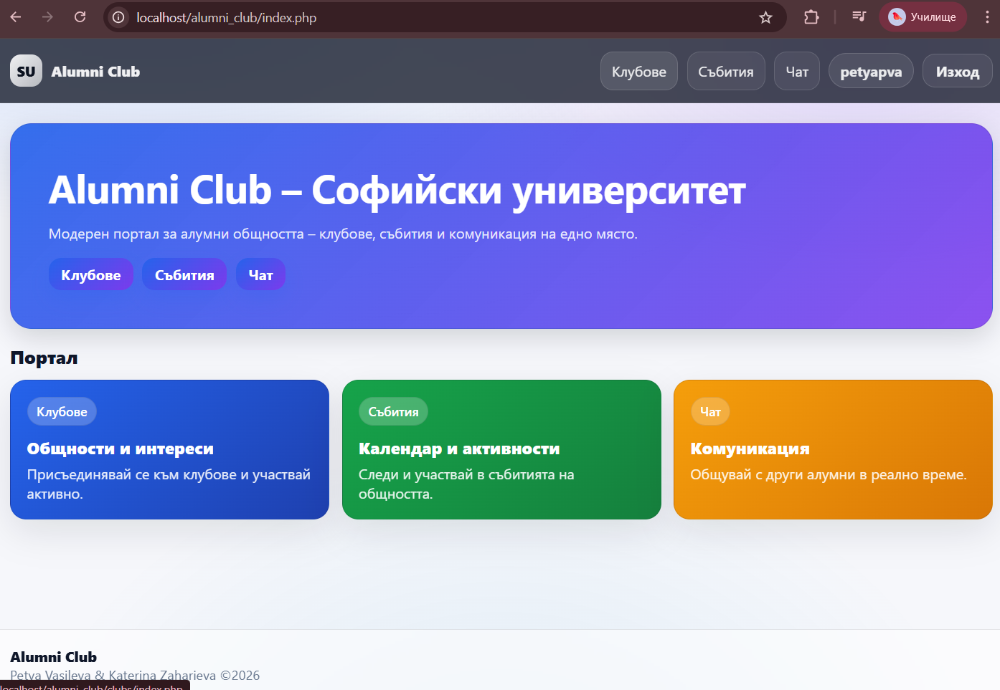 localhost/alumni_club/index.php
Училище
SU
Alumni Club
Клубове
Събития
Чат
petyapva
Изход
Alumni Club – Софийски университет
Модерен портал за алумни общността – клубове, събития и комуникация на едно място.
Клубове
Събития
Чат
Портал
Клубове
Общности и интереси
Присъединявай се към клубове и участвай
активно.
Събития
Календар и активности
Следи и участвай в събитията на
общността.
Чат
Комуникация
Общувай с други алумни в реално време.
Alumni Club
Petya Vasileva & Katerina Zaharieva ©2026
localhost/alumni_club/clubs/index.php